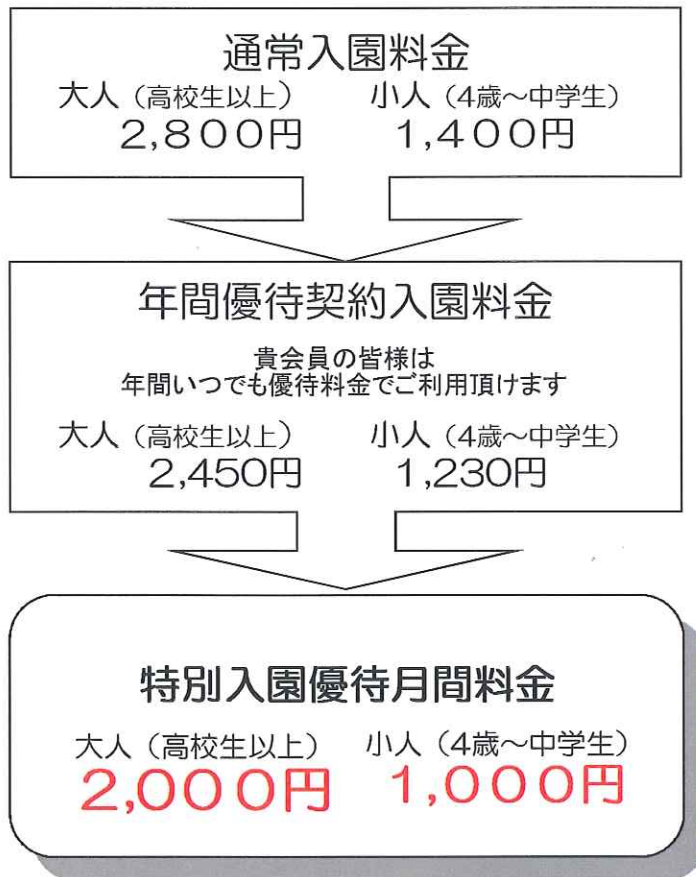 通常入園料金
大人（高校生以上） 小人（4歳～中学生）
2,800円 1,400円
年間優待契約入園料金
貴会員の皆様は
年間いつでも優待料金でご利用頂けます
大人（高校生以上） 小人（4歳～中学生）
2,450円 1,230円
特別入園優待月間料金
大人（高校生以上） 小人（4歳～中学生）
2,000円 1,000円